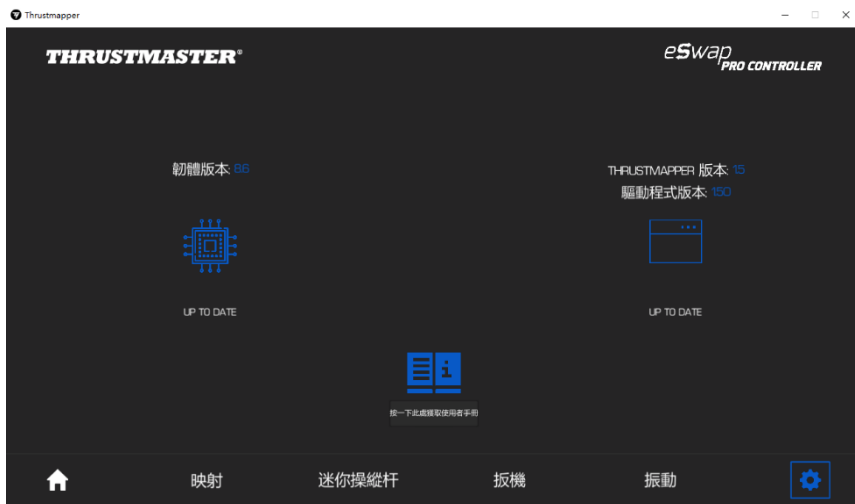 Thrustmapper
THRUSTMASTER®
eSwap
PRO CONTROLLER
韌體版本: 86
THRUSTMAPPER 版本: 15
驅動程式版本: 150
UP TO DATE
UP TO DATE
按一下此處獲取使用者手冊
映射
迷你操縱杆
扳機
振動